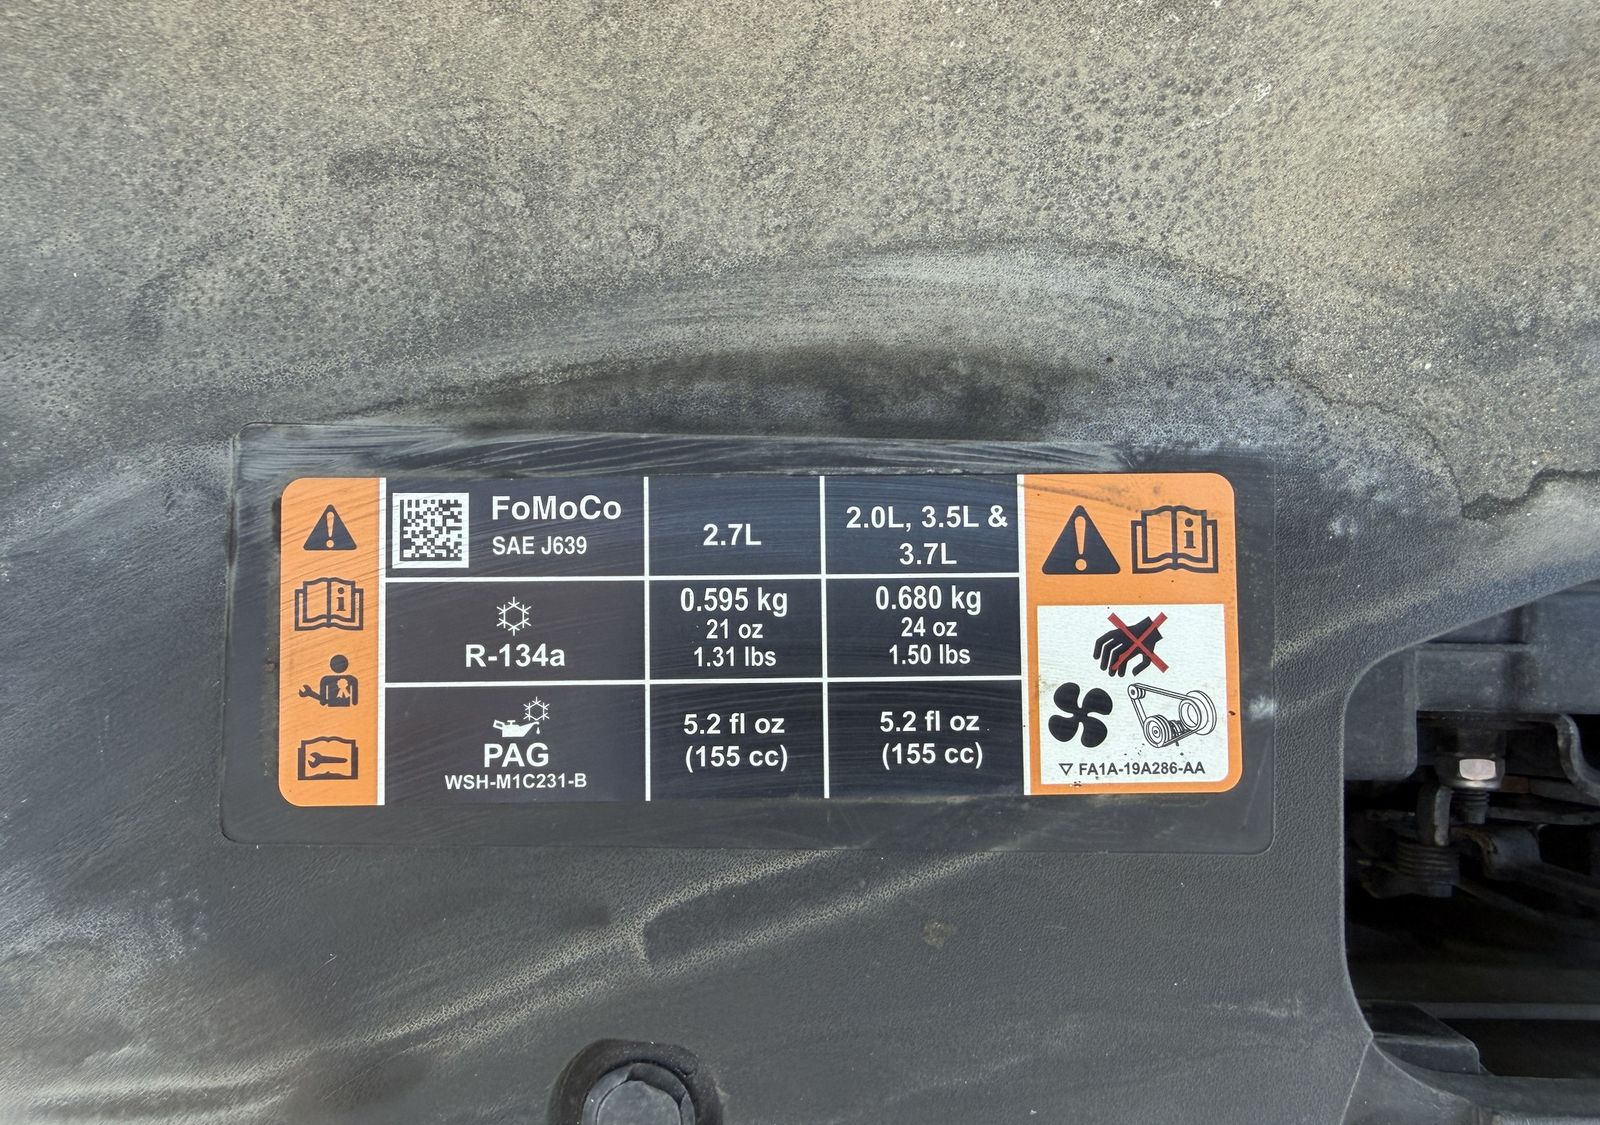 FoMoCo
SAE J639
2.7L
2.0L, 3.5L &
3.7L
R-134a
0.595 kg
21 oz
1.31 lbs
0.680 kg
24 oz
1.50 lbs
PAG
WSH-M1C231-B
5.2 fl oz
(155 cc)
5.2 fl oz
(155 cc)
FA1A-19A286-AA